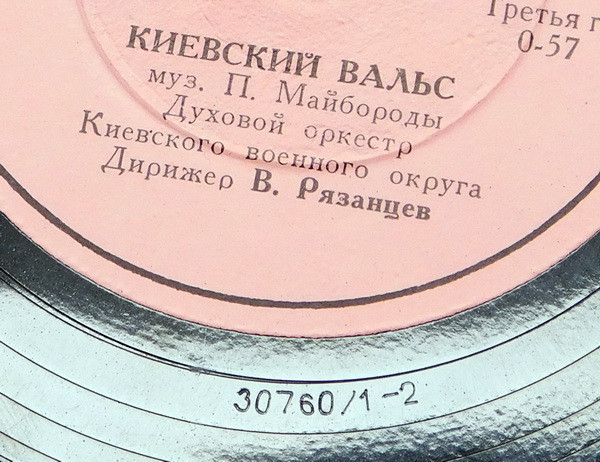 Третья г
0-57
КИЕВСКИЙ ВАЛЬС
муз. П. Майбороды
Духовой оркестр
Киевского военного округа
Дирижер В. Рязанцев
30760/1-2